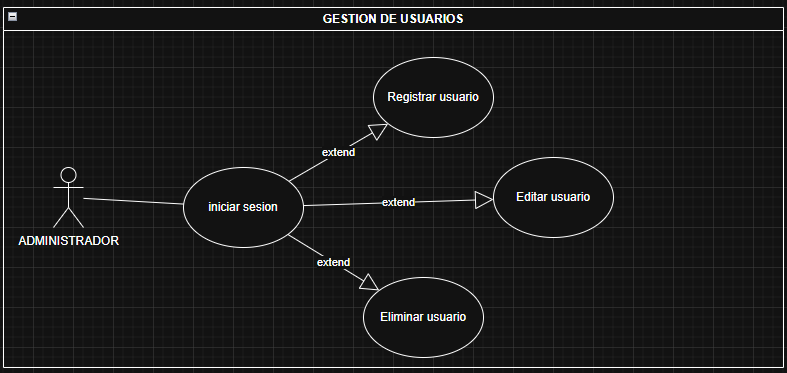 GESTION DE USUARIOS
Registrar usuario
extend
iniciar sesion
extend
Editar usuario
ADMINISTRADOR
extend
Eliminar usuario